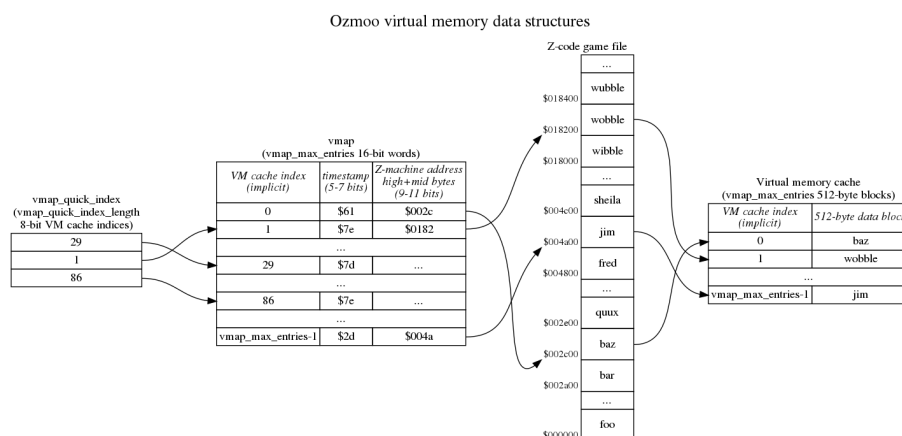 Ozmoo virtual memory data structures
vmap_quick_index
(vmap_quick_index_length
8-bit VM cache indices)
29
1
86
vmap
(vmap_max_entries 16-bit words)
VM cache index
(implicit)
timestamp
(5-7 bits)
Z-machine address
high+mid bytes
(9-11 bits)
0 $61 $002c
1 $7e $0182
...
29 $7d ...
...
86 $7e ...
...
vmap_max_entries-1 $2d $004a
Z-code game file
...
wubble
$018400
wobble
$018200
wibble
$018000
...
sheila
$004c00
jim
$004a00
fred
$004800
...
quux
$002e00
baz
$002c00
bar
$002a00
...
foo
$000000
Virtual memory cache
(vmap_max_entries 512-byte blocks)
VM cache index
(implicit)
512-byte data block
0 baz
1 wobble
...
vmap_max_entries-1 jim